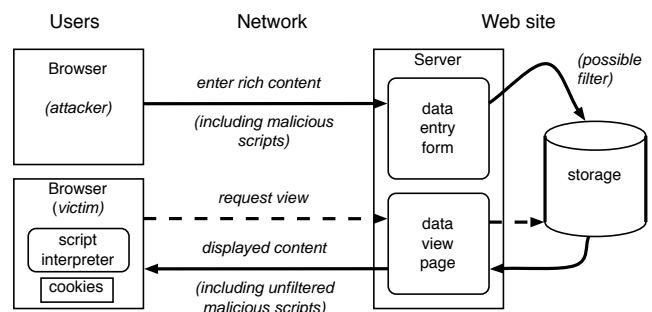 Users
Network
Web site
Browser
(attacker)
enter rich content
(including malicious
scripts)
Server
data
entry
form
(possible
filter)
storage
Browser
(victim)
script
interpreter
cookies
request view
displayed content
(including unfiltered
malicious scripts)
data
view
page